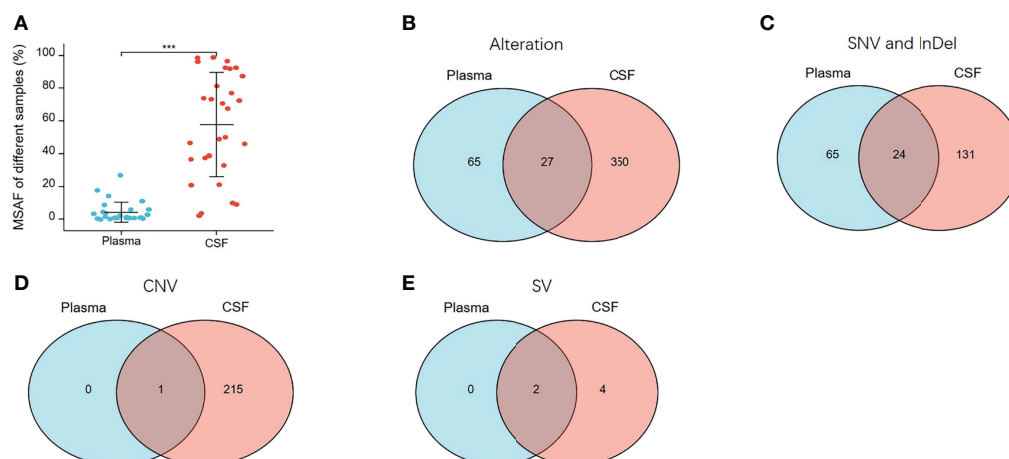 A
MSAF of different samples (%)
100
80
60
40
20
0
***
Plasma
CSF
B
Alteration
Plasma
CSF
65
27
350
C
SNV and InDel
Plasma
CSF
65
24
131
D
CNV
Plasma
CSF
0
1
215
E
SV
Plasma
CSF
0
2
4